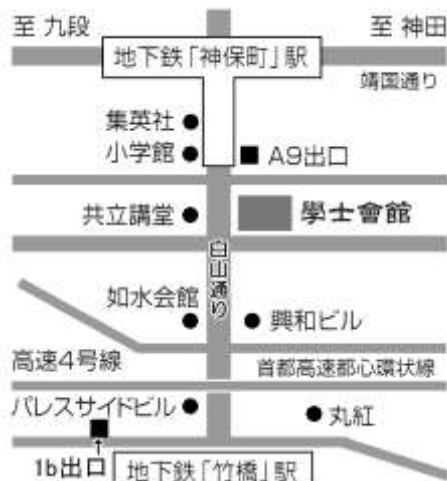 至 九段
至 神田
地下鉄「神保町」駅
靖国通り
集英社
小学館
A9出口
共立講堂
學士會館
白山通り
如水会館
興和ビル
高速4号線
首都高速都心環状線
パレスサイドビル
丸紅
1b出口
地下鉄「竹橋」駅